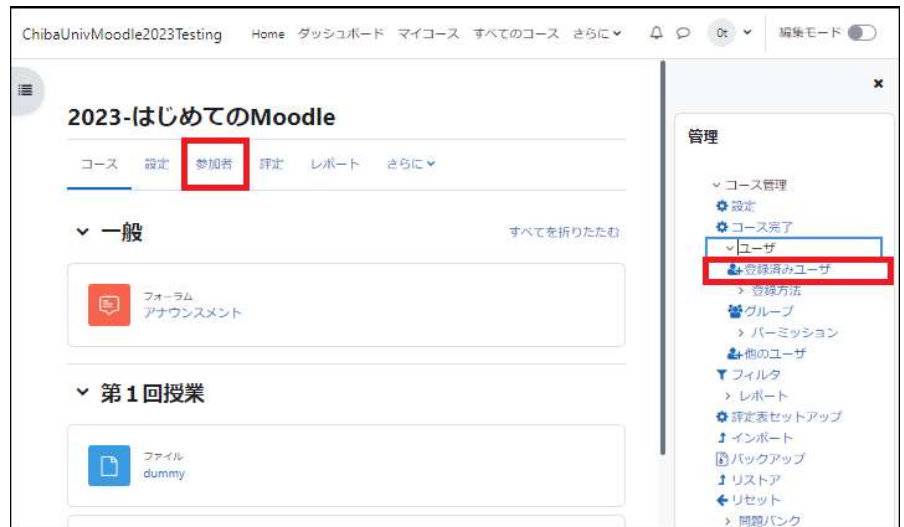 ChibaUnivMoodle2023Testing Home ダッシュボード マイコース すべてのコース さらに Ot 編集モード
2023-はじめてのMoodle
コース 設定 参加者 評定 レポート さらに
一般 すべてを折りたたむ
フォーラム
アナウンスメント
第1回授業
ファイル
dummy
管理
コース管理
設定
コース完了
ユーザ
登録済みユーザ
登録方法
グループ
パーミッション
他のユーザ
フィルタ
レポート
評定表セットアップ
インポート
バックアップ
リストア
リセット
問題バンク